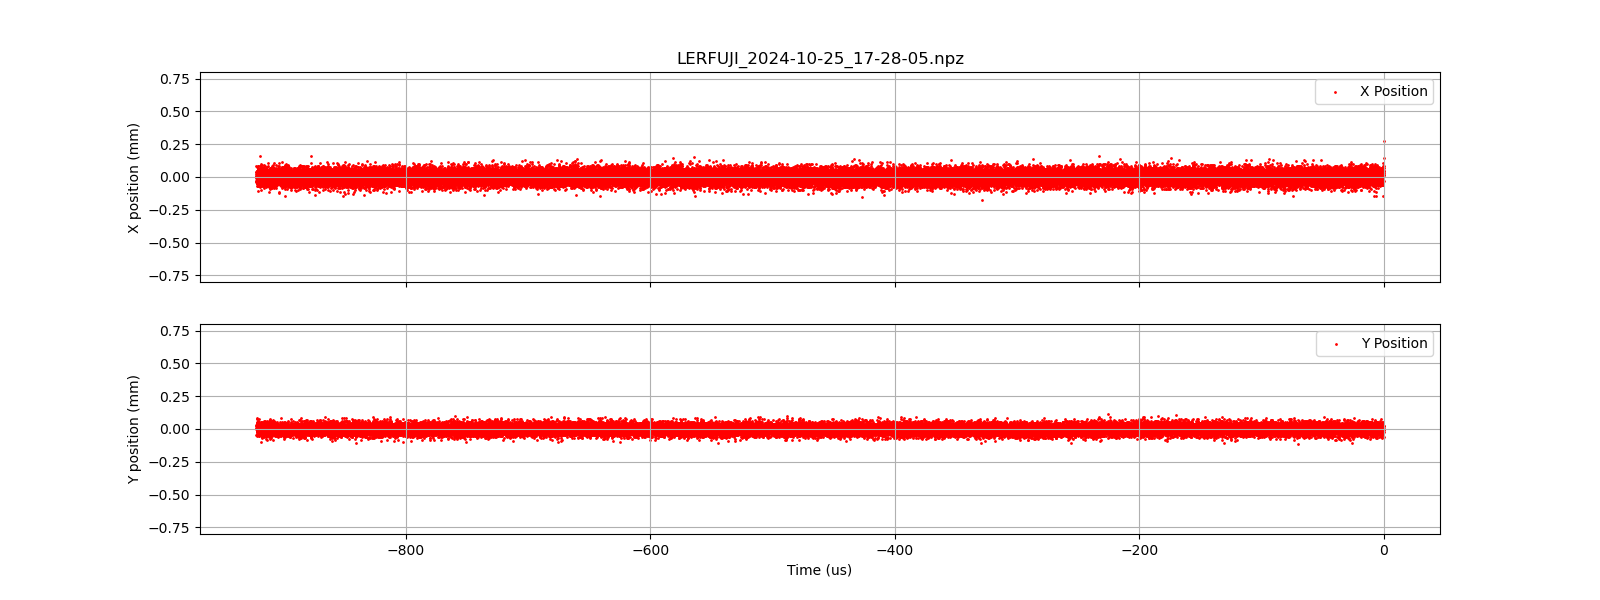 LERFUJI_2024-10-25_17-28-05.npz
0.75
0.50
0.25
0.00
−0.25
−0.50
−0.75
X position (mm)
X Position
0.75
0.50
0.25
0.00
−0.25
−0.50
−0.75
Y position (mm)
Y Position
−800 −600 −400 −200 0
Time (us)